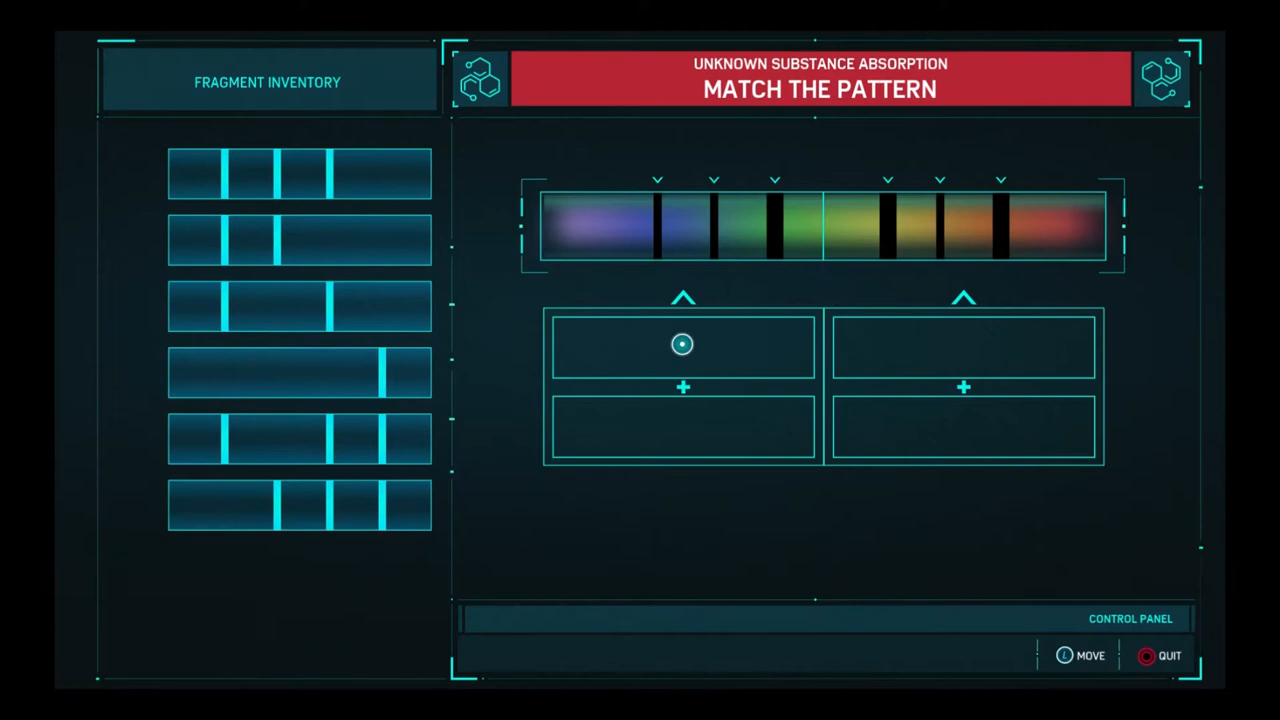 FRAGMENT INVENTORY
UNKNOWN SUBSTANCE ABSORPTION
MATCH THE PATTERN
CONTROL PANEL
L MOVE
QUIT